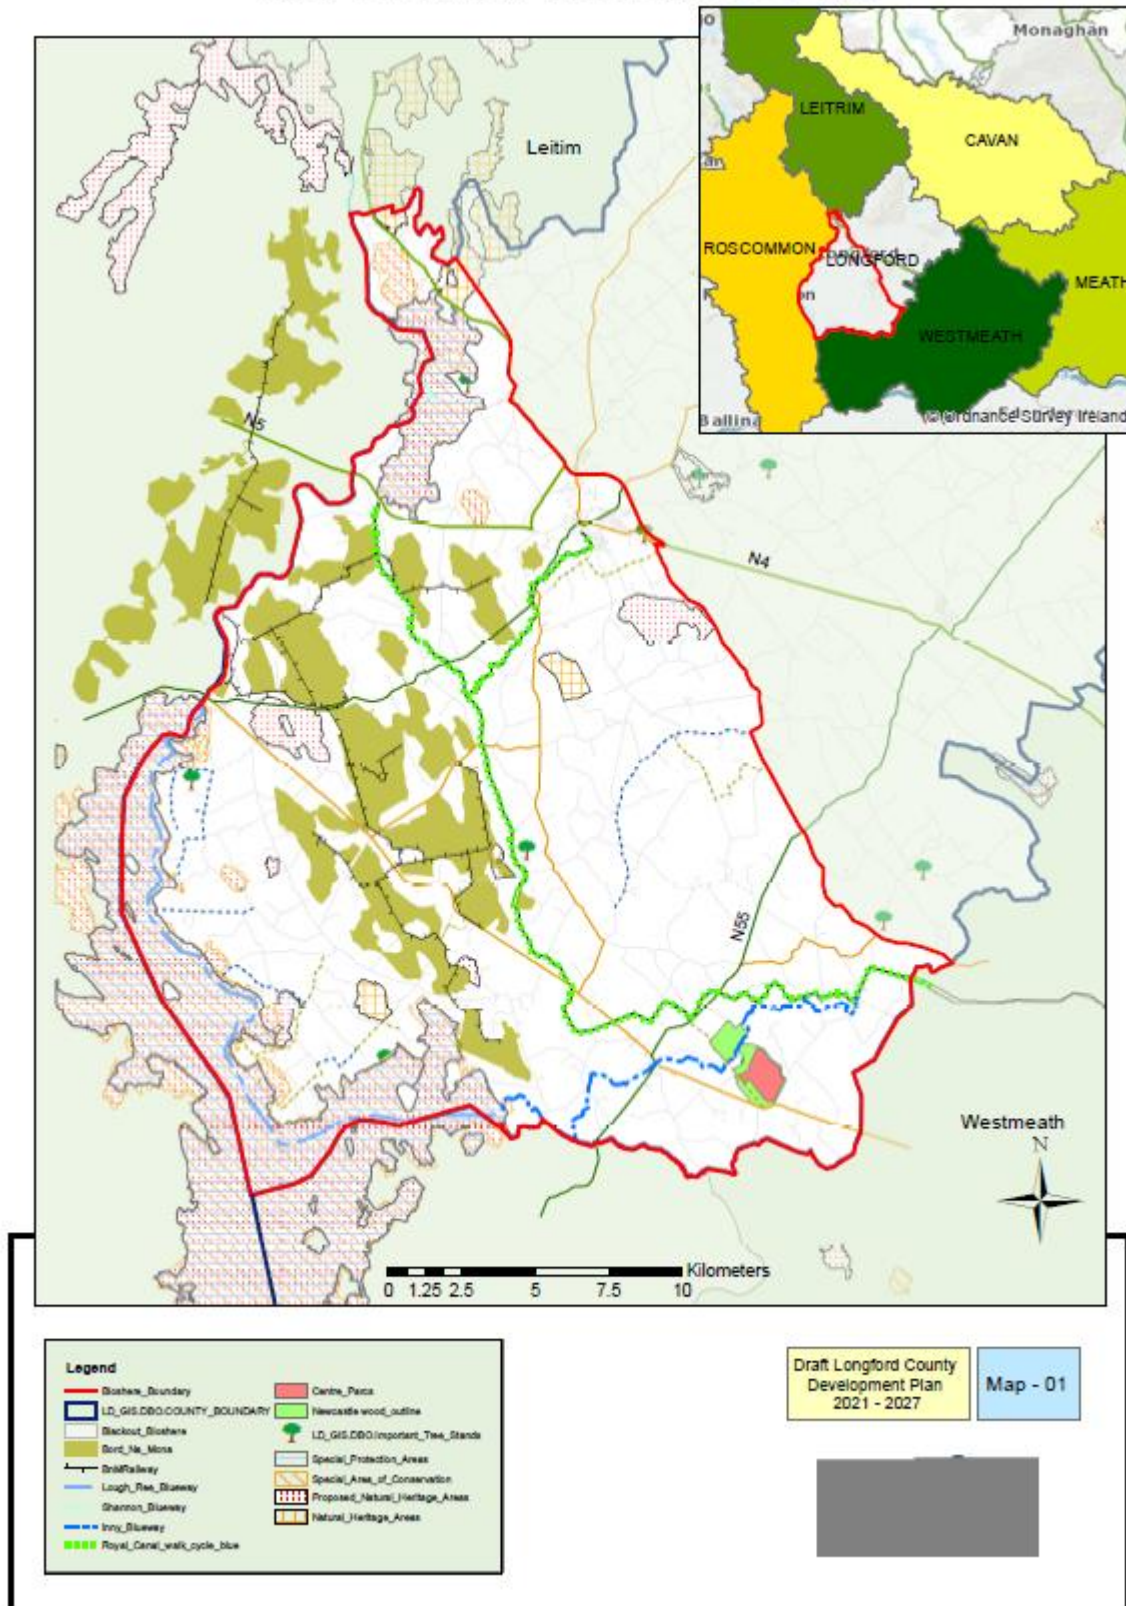 Leitim
Monaghan
LEITRIM
CAVAN
ROSCOMMON
LONGFORD
MEATH
WESTMEATH
Ballina
© Ordnance Survey Ireland
N5
N4
N55
Westmeath
N
Kilometers
0 1.25 2.5 5 7.5 10
Legend
Bioshere_Boundary
LD_GIS.DBO.COUNTY_BOUNDARY
Blackout_Bioshere
Bord_Na_Mona
BnMRailway
Lough_Ree_Blueway
Shannon_Blueway
Inny_Blueway
Royal_Canal_walk_cycle_blue
Centre_Parcs
Newcastle wood_outline
LD_GIS.DBO.Important_Tree_Stands
Special_Protection_Areas
Special_Area_of_Conservation
Proposed_Natural_Heritage_Areas
Natural_Heritage_Areas
Draft Longford County
Development Plan
2021 - 2027
Map - 01